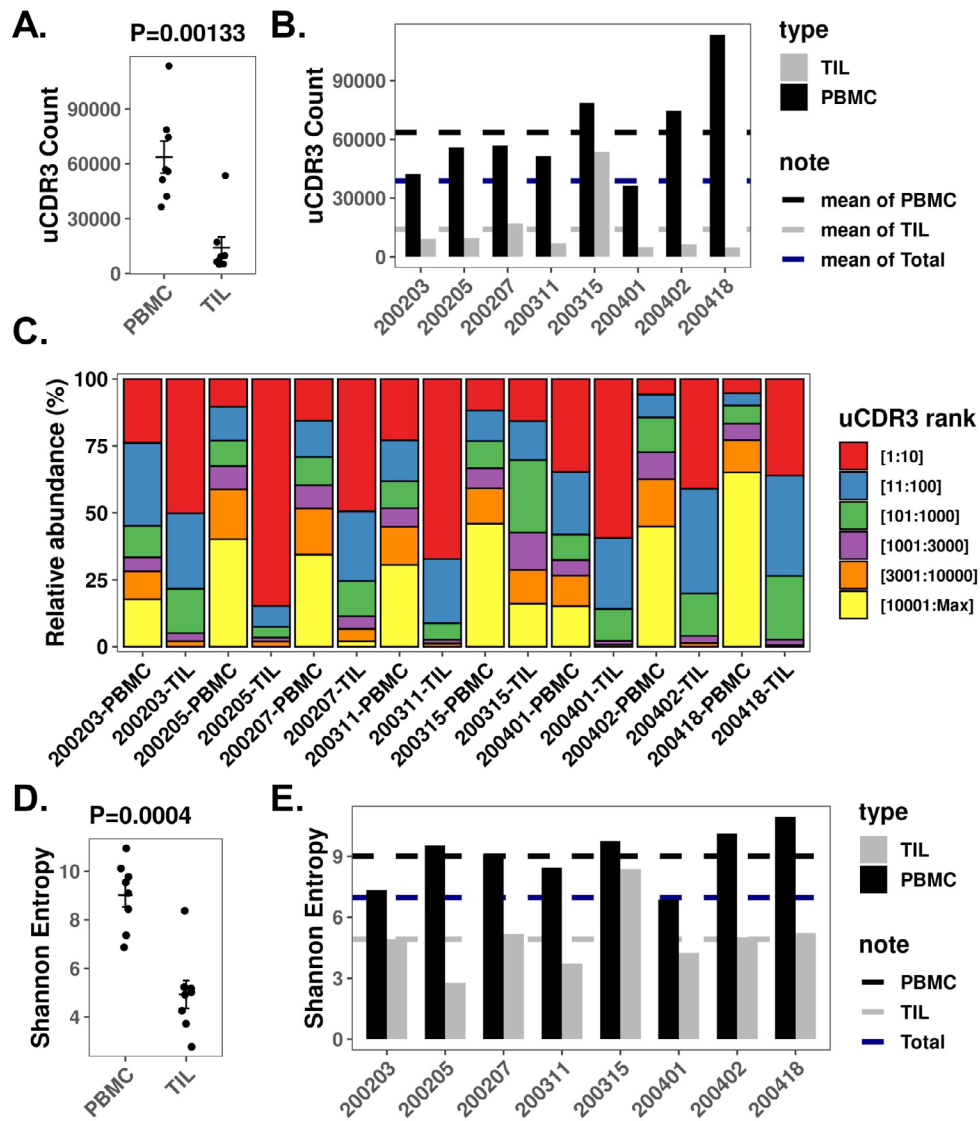 A.
P=0.00133
uCDR3 Count
90000
60000
30000
0
PBMC
TIL
B.
uCDR3 Count
90000
60000
30000
0
200203
200205
200207
200311
200315
200401
200402
200418
type
TIL
PBMC
note
mean of PBMC
mean of TIL
mean of Total
C.
Relative abundance (%)
100
75
50
25
0
200203-PBMC
200203-TIL
200205-PBMC
200205-TIL
200207-PBMC
200207-TIL
200311-PBMC
200311-TIL
200315-PBMC
200315-TIL
200401-PBMC
200401-TIL
200402-PBMC
200402-TIL
200418-PBMC
200418-TIL
uCDR3 rank
[1:10]
[11:100]
[101:1000]
[1001:3000]
[3001:10000]
[10001:Max]
D.
P=0.0004
Shannon Entropy
10
8
6
4
PBMC
TIL
E.
Shannon Entropy
9
6
3
0
200203
200205
200207
200311
200315
200401
200402
200418
type
TIL
PBMC
note
PBMC
TIL
Total